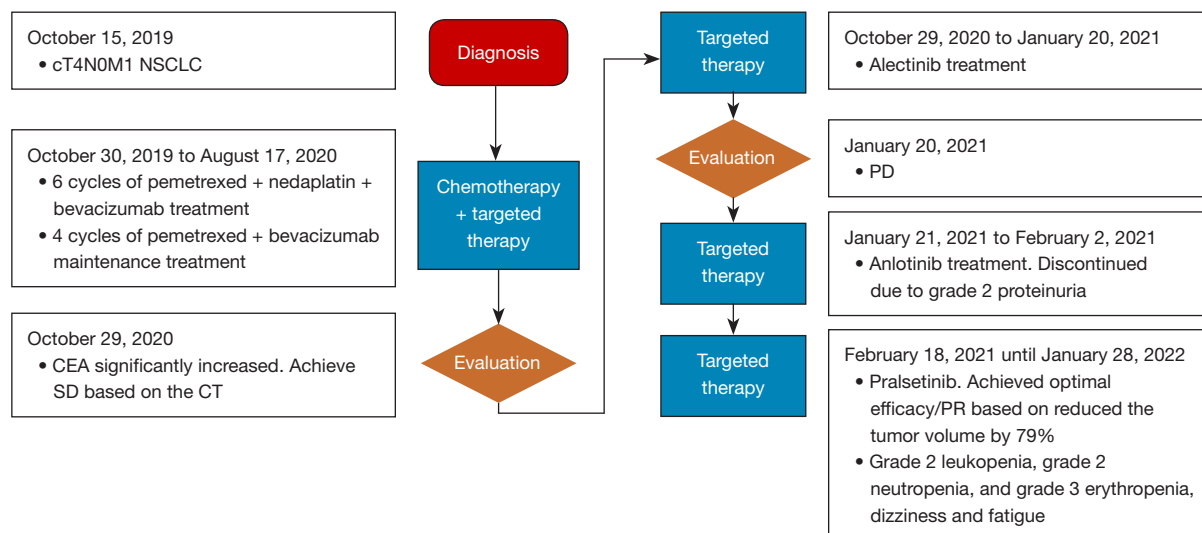 October 15, 2019
• cT4N0M1 NSCLC
Diagnosis
October 30, 2019 to August 17, 2020
• 6 cycles of pemetrexed + nedaplatin +
bevacizumab treatment
• 4 cycles of pemetrexed + bevacizumab
maintenance treatment
Chemotherapy
+ targeted
therapy
October 29, 2020
• CEA significantly increased. Achieve
SD based on the CT
Evaluation
Targeted
therapy
October 29, 2020 to January 20, 2021
• Alectinib treatment
Evaluation
January 20, 2021
• PD
Targeted
therapy
January 21, 2021 to February 2, 2021
• Anlotinib treatment. Discontinued
due to grade 2 proteinuria
Targeted
therapy
February 18, 2021 until January 28, 2022
• Pralsetinib. Achieved optimal
efficacy/PR based on reduced the
tumor volume by 79%
• Grade 2 leukopenia, grade 2
neutropenia, and grade 3 erythropenia,
dizziness and fatigue